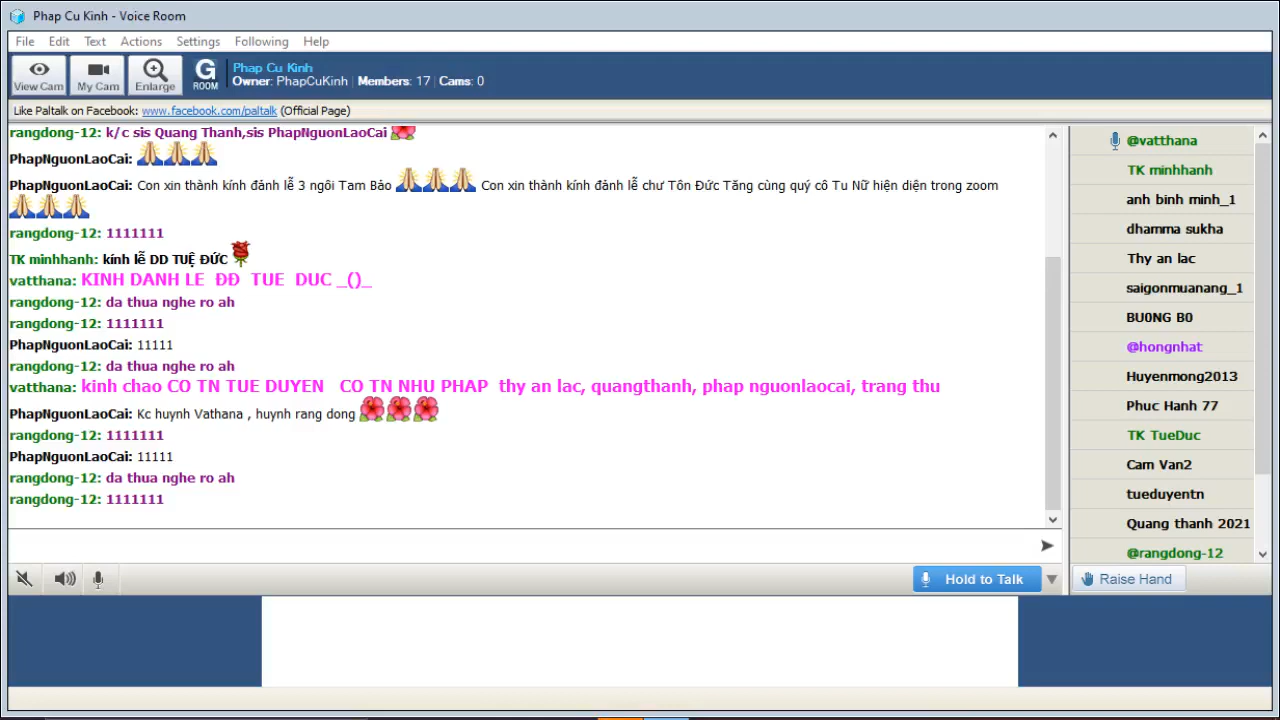 Phap Cu Kinh - Voice Room
File Edit Text Actions Settings Following Help
View Cam My Cam Enlarge G ROOM
Phap Cu Kinh
Owner: PhapCuKinh Members: 17 Cams: 0
Like Paltalk on Facebook: www.facebook.com/paltalk (Official Page)
rangdong-12: k/c sis Quang Thanh,sis PhapNguonLaoCai
PhapNguonLaoCai:
PhapNguonLaoCai: Con xin thành kính đảnh lễ 3 ngôi Tam Bảo Con xin thành kính đảnh lễ chư Tôn Đức Tăng cùng quý cô Tu Nữ hiện diện trong zoom
rangdong-12: 1111111
TK minhhanh: kính lễ DD TUỆ ĐỨC
vatthana: KINH DANH LE ĐĐ TUE DUC _()_
rangdong-12: da thua nghe ro ah
rangdong-12: 1111111
PhapNguonLaoCai: 11111
rangdong-12: da thua nghe ro ah
vatthana: kinh chao CO TN TUE DUYEN CO TN NHU PHAP thy an lac, quangthanh, phap nguonlaocai, trang thu
PhapNguonLaoCai: Kc huynh Vathana , huynh rang dong
rangdong-12: 1111111
PhapNguonLaoCai: 11111
rangdong-12: da thua nghe ro ah
rangdong-12: 1111111
Hold to Talk
@vatthana
TK minhhanh
anh binh minh_1
dhamma sukha
Thy an lac
saigonmuanang_1
BU0NG B0
@hongnhat
Huyenmong2013
Phuc Hanh 77
TK TueDuc
Cam Van2
tueduyentn
Quang thanh 2021
@rangdong-12
Raise Hand